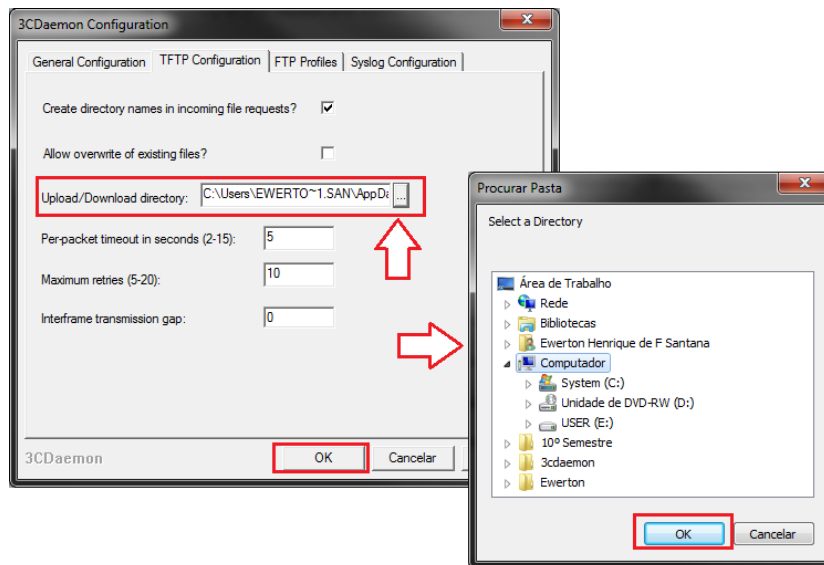 3CDaemon Configuration
General Configuration
TFTP Configuration
FTP Profiles
Syslog Configuration
Create directory names in incoming file requests?
Allow overwrite of existing files?
Upload/Download directory:
C:\Users\EWERTO~1.SAN\AppDa
...
Per-packet timeout in seconds (2-15):
5
Maximum retries (5-20):
10
Interframe transmission gap:
0
3CDaemon
OK
Cancelar
Procurar Pasta
Select a Directory
Área de Trabalho
Rede
Bibliotecas
Ewerton Henrique de F Santana
Computador
System (C:)
Unidade de DVD-RW (D:)
USER (E:)
10º Semestre
3cdaemon
Ewerton
OK
Cancelar